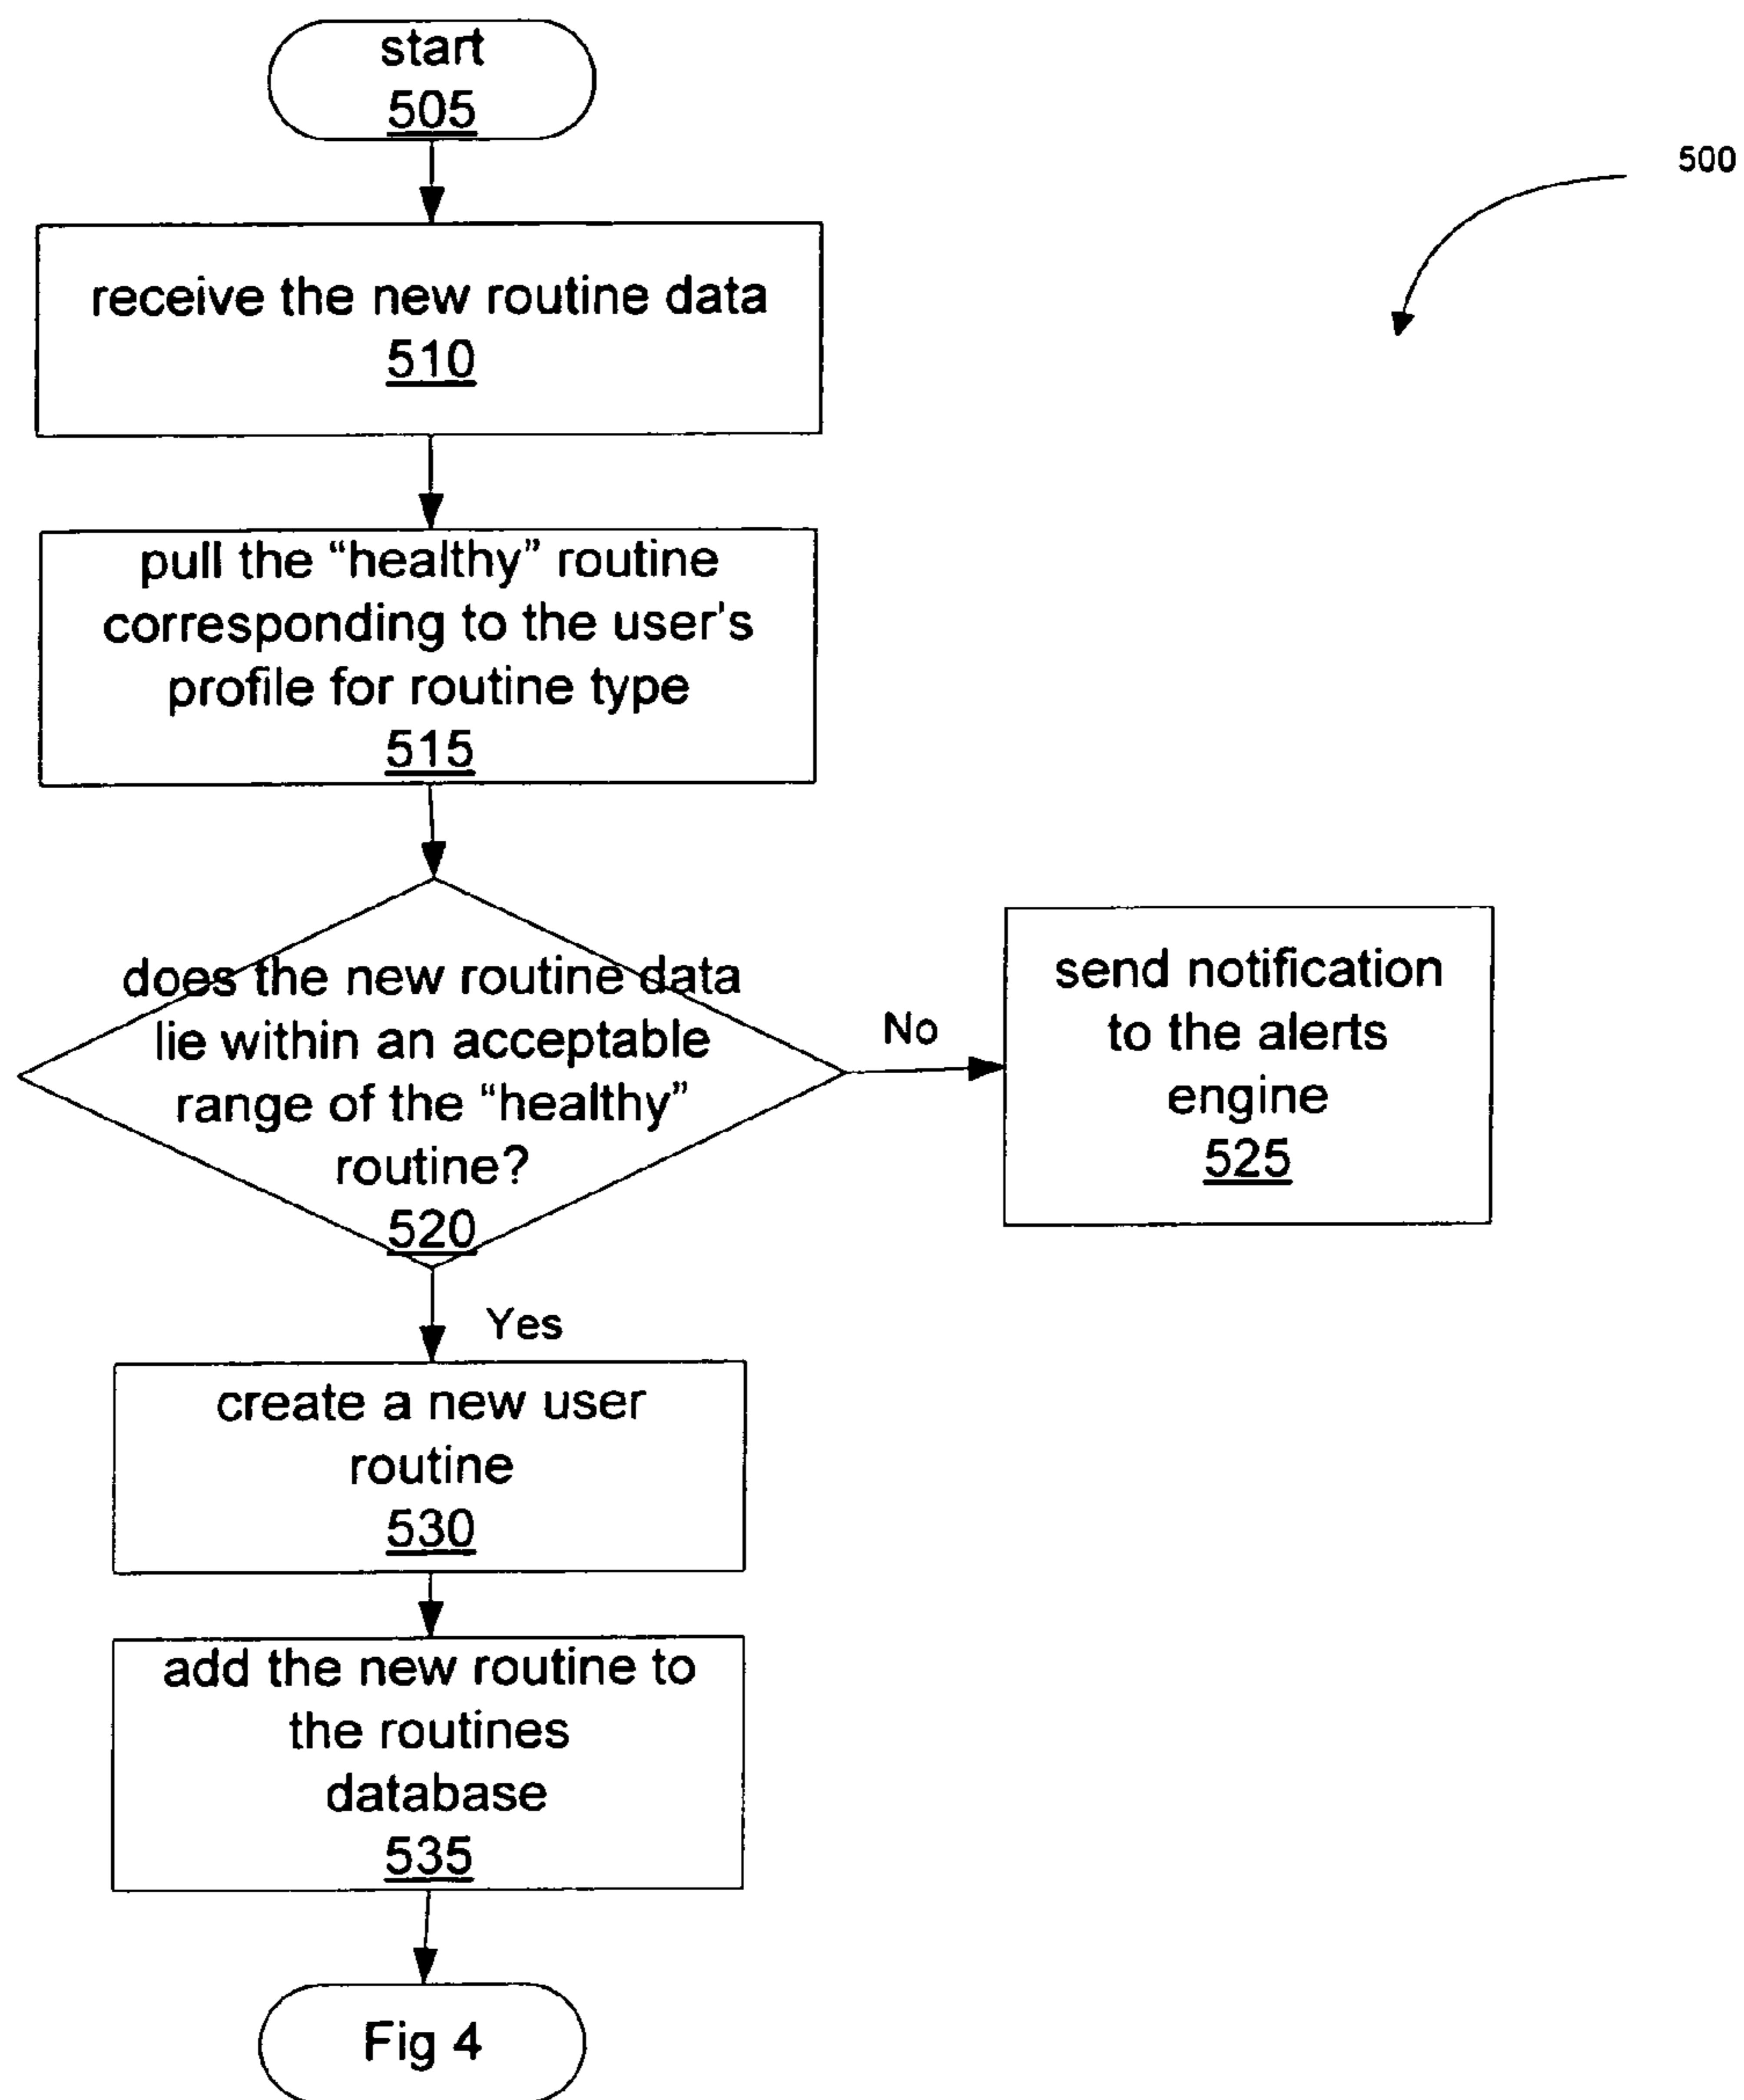 start
505
500
receive the new routine data
510
pull the “healthy” routine
corresponding to the user's
profile for routine type
515
does the new routine data
lie within an acceptable
range of the “healthy”
routine?
520
No
send notification
to the alerts
engine
525
Yes
create a new user
routine
530
add the new routine to
the routines
database
535
Fig 4